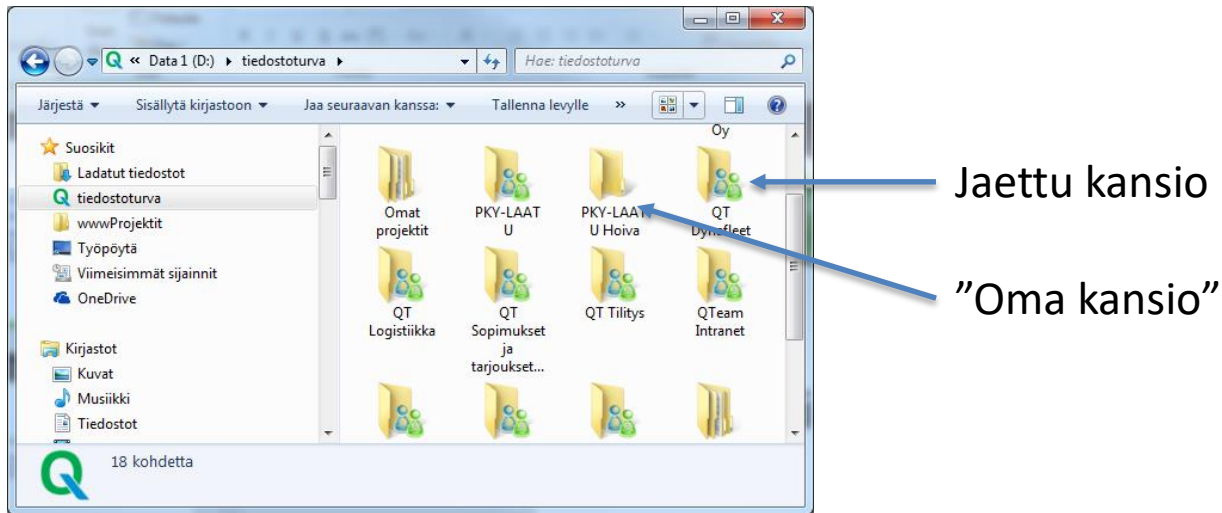 « Data 1 (D:) ▸ tiedostoturva ▸
Hae: tiedostoturva
Järjestä ▾ Sisällytä kirjastoon ▾ Jaa seuraavan kanssa: ▾ Tallenna levylle »
Suosikit
Ladatut tiedostot
tiedostoturva
wwwProjektit
Työpöytä
Viimeisimmät sijainnit
OneDrive
Kirjastot
Kuvat
Musiikki
Tiedostot
Oy
Omat
projektit
PKY-LAAT
U
PKY-LAAT
U Hoiva
QT
Dynafleet
QT
Logistiikka
QT
Sopimukset
ja
tarjoukset...
QT Tilitys
QTeam
Intranet
18 kohdetta
Jaettu kansio
”Oma kansio”